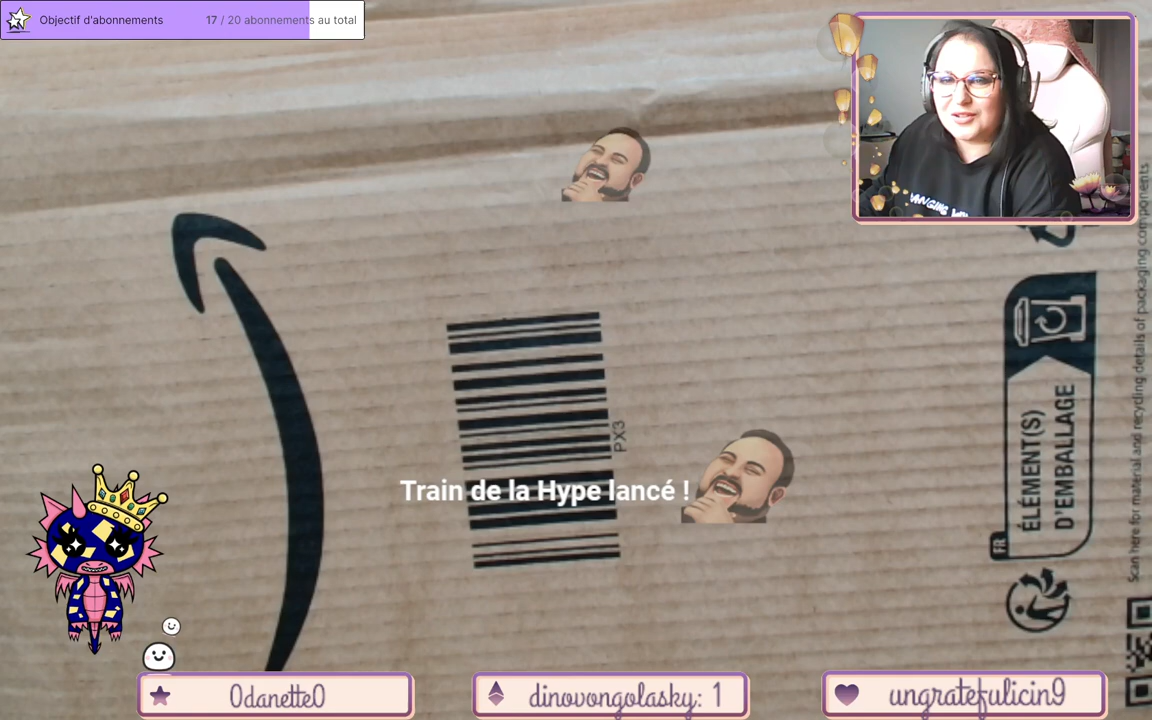 Objectif d'abonnements
17 / 20 abonnements au total
PX3
Train de la Hype lancé !
FR
ÉLÉMENT(S)
D'EMBALLAGE
Scan here for material and recycling details of packaging components
0danette0
dinovongolasky: 1
ungratefulicin9